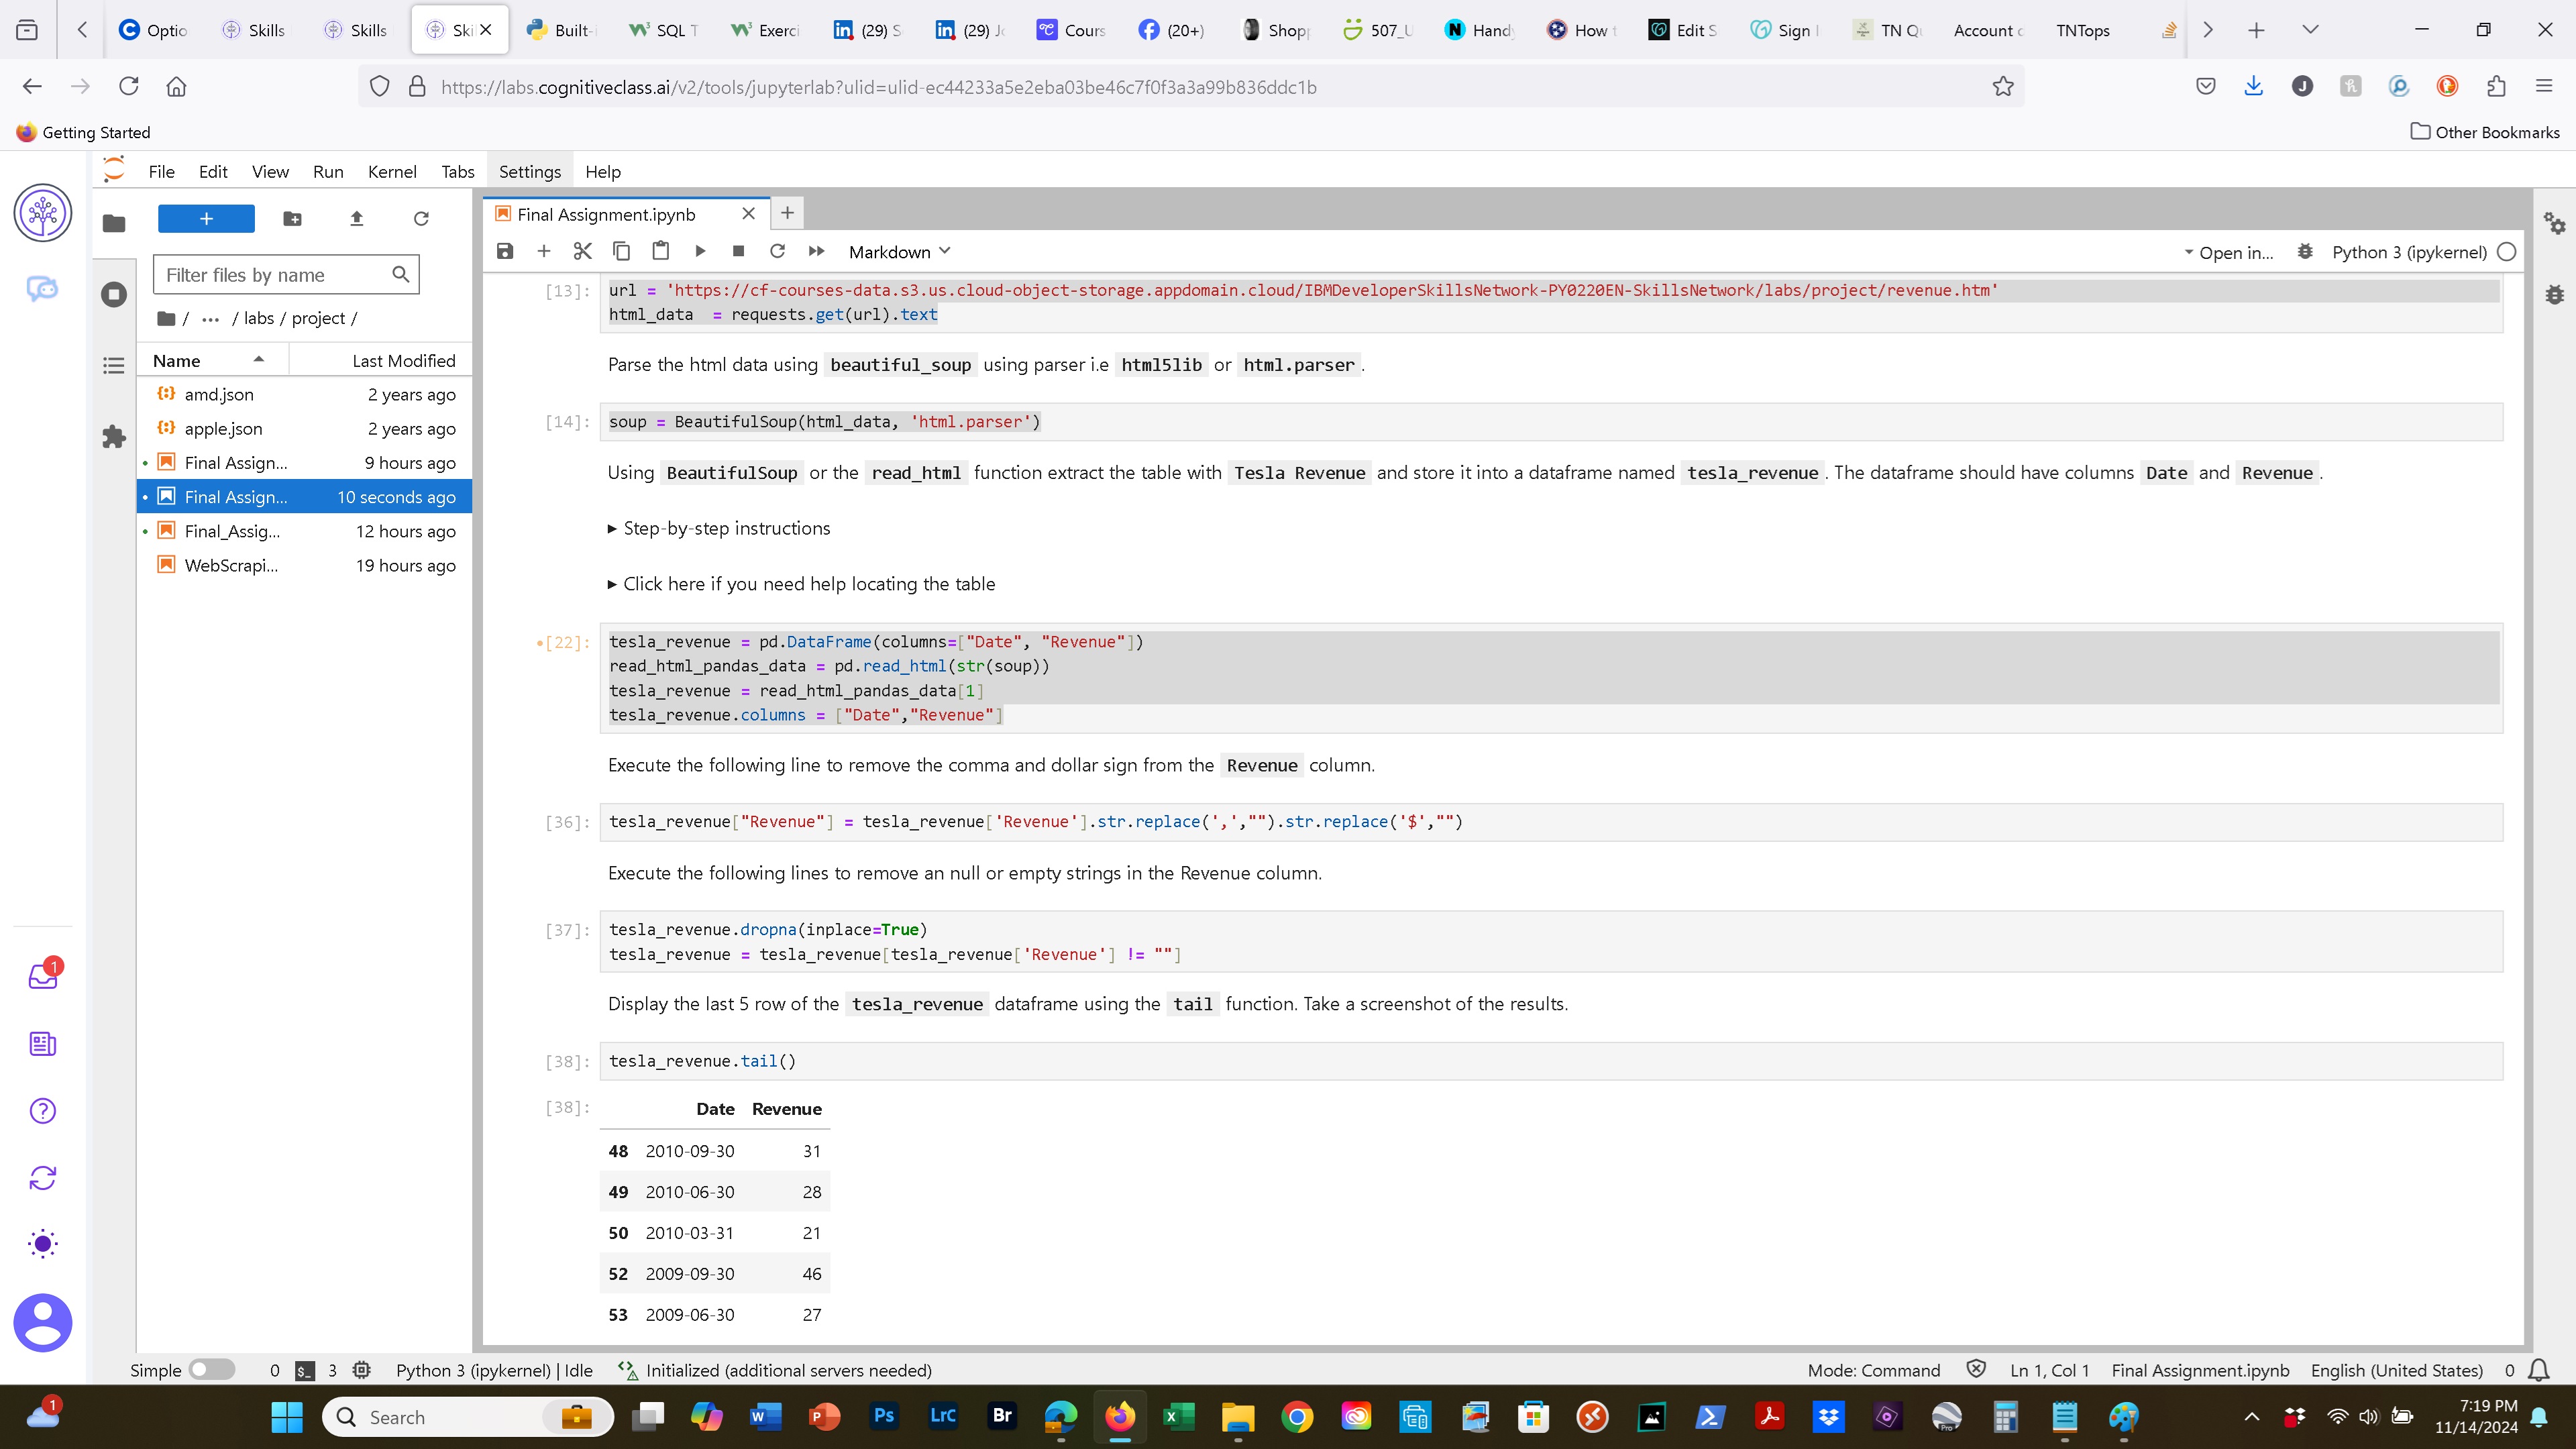 Optio
Skills
Skills
Skil
Built-i
SQL T
Exerci
(29) S
(29) Jo
Cours
(20+)
Shop
507_U
Handy
How t
Edit S
Sign I
TN Qu
Account o
TNTops
https://labs.cognitiveclass.ai/v2/tools/jupyterlab?ulid=ulid-ec44233a5e2eba03be46c7f0f3a3a99b836ddc1b
Getting Started
Other Bookmarks
File Edit View Run Kernel Tabs Settings Help
Final Assignment.ipynb
Markdown
Open in...
Python 3 (ipykernel)
Filter files by name
/ ... / labs / project /
Name Last Modified
amd.json 2 years ago
apple.json 2 years ago
Final Assign... 9 hours ago
Final Assign... 10 seconds ago
Final_Assig... 12 hours ago
WebScrapi... 19 hours ago
[13]: url = 'https://cf-courses-data.s3.us.cloud-object-storage.appdomain.cloud/IBMDeveloperSkillsNetwork-PY0220EN-SkillsNetwork/labs/project/revenue.htm'
html_data  = requests.get(url).text
Parse the html data using beautiful_soup using parser i.e html5lib or html.parser.
[14]: soup = BeautifulSoup(html_data, 'html.parser')
Using BeautifulSoup or the read_html function extract the table with Tesla Revenue and store it into a dataframe named tesla_revenue. The dataframe should have columns Date and Revenue.
Step-by-step instructions
Click here if you need help locating the table
•[22]: tesla_revenue = pd.DataFrame(columns=["Date", "Revenue"])
read_html_pandas_data = pd.read_html(str(soup))
tesla_revenue = read_html_pandas_data[1]
tesla_revenue.columns = ["Date","Revenue"]
Execute the following line to remove the comma and dollar sign from the Revenue column.
[36]: tesla_revenue["Revenue"] = tesla_revenue['Revenue'].str.replace(',',"").str.replace('$',"")
Execute the following lines to remove an null or empty strings in the Revenue column.
[37]: tesla_revenue.dropna(inplace=True)
tesla_revenue = tesla_revenue[tesla_revenue['Revenue'] != ""]
Display the last 5 row of the tesla_revenue dataframe using the tail function. Take a screenshot of the results.
[38]: tesla_revenue.tail()
[38]: Date Revenue
48 2010-09-30 31
49 2010-06-30 28
50 2010-03-31 21
52 2009-09-30 46
53 2009-06-30 27
1
Simple 0 3 Python 3 (ipykernel) | Idle Initialized (additional servers needed)
Mode: Command Ln 1, Col 1 Final Assignment.ipynb English (United States) 0
1
Search
Ps
LrC
Br
7:19 PM
11/14/2024